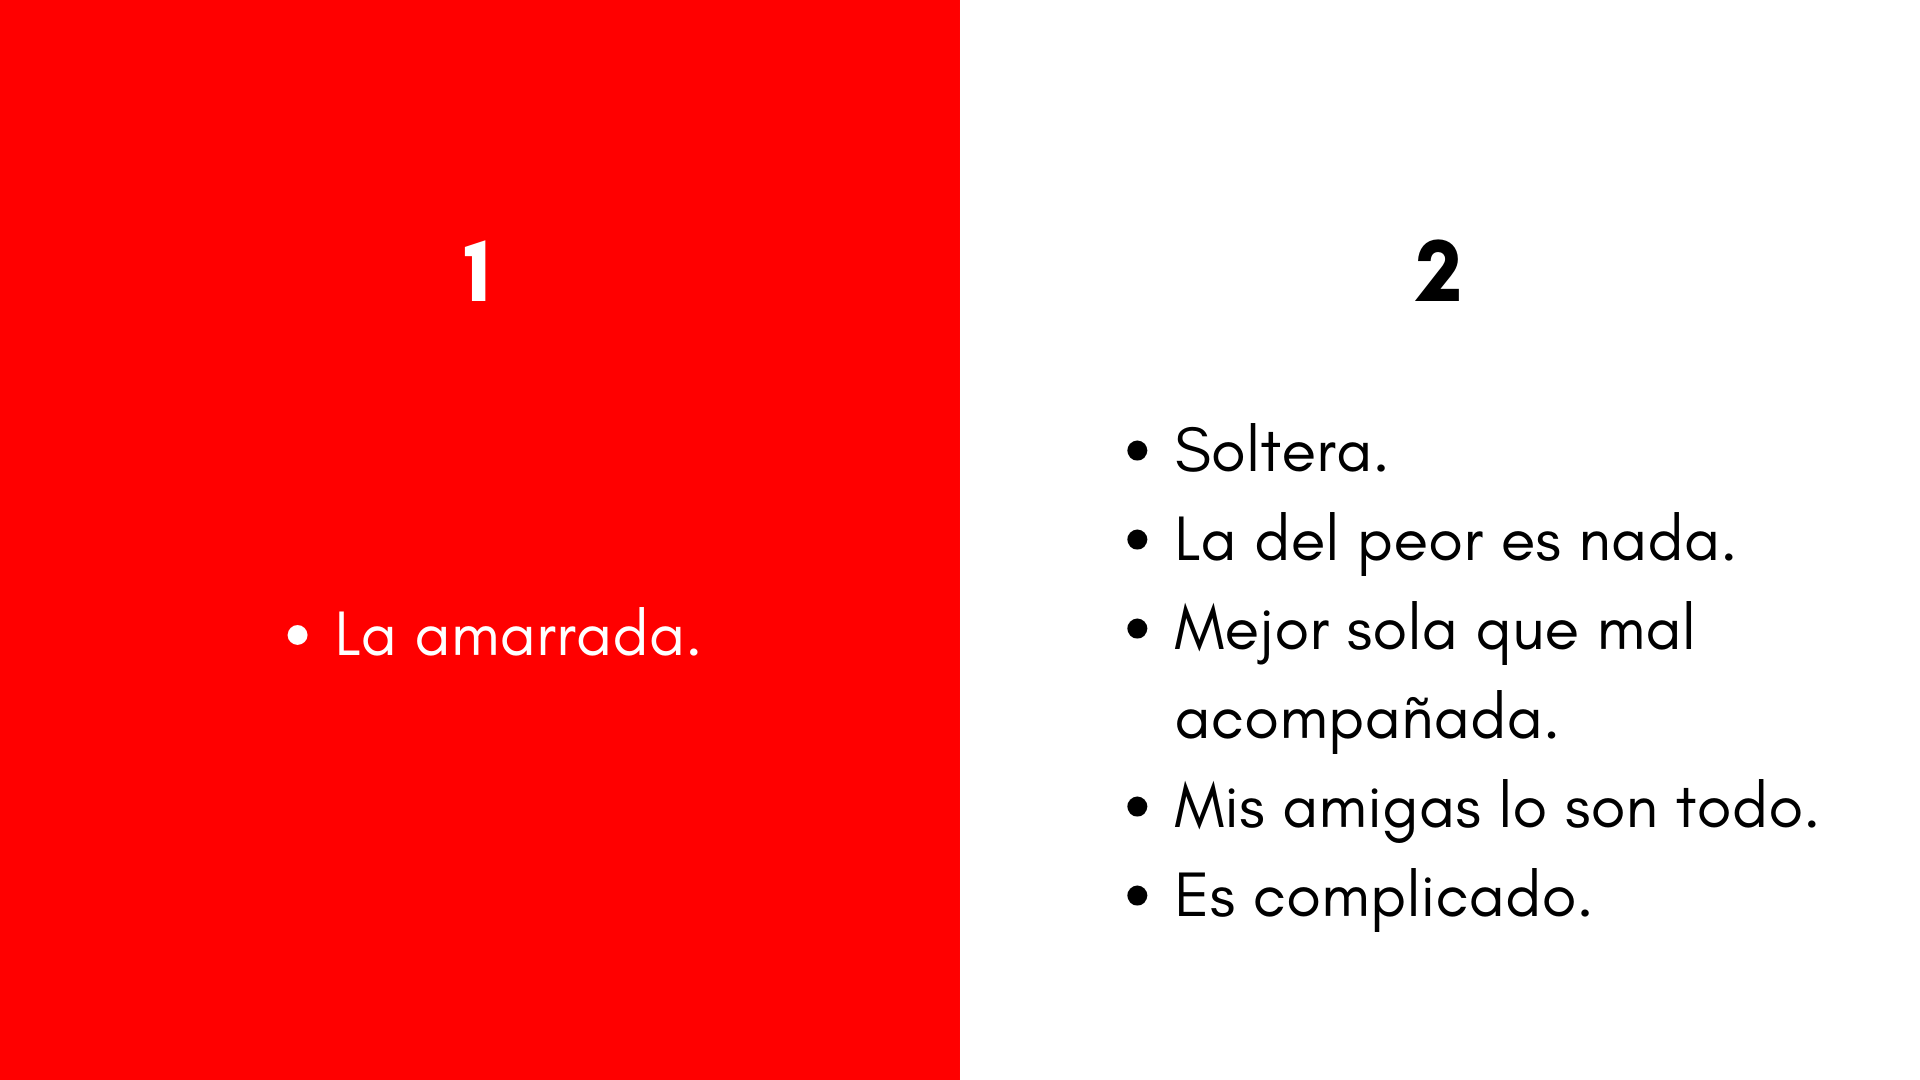 1
• La amarrada.
2
• Soltera.
• La del peor es nada.
• Mejor sola que mal
acompañada.
• Mis amigas lo son todo.
• Es complicado.